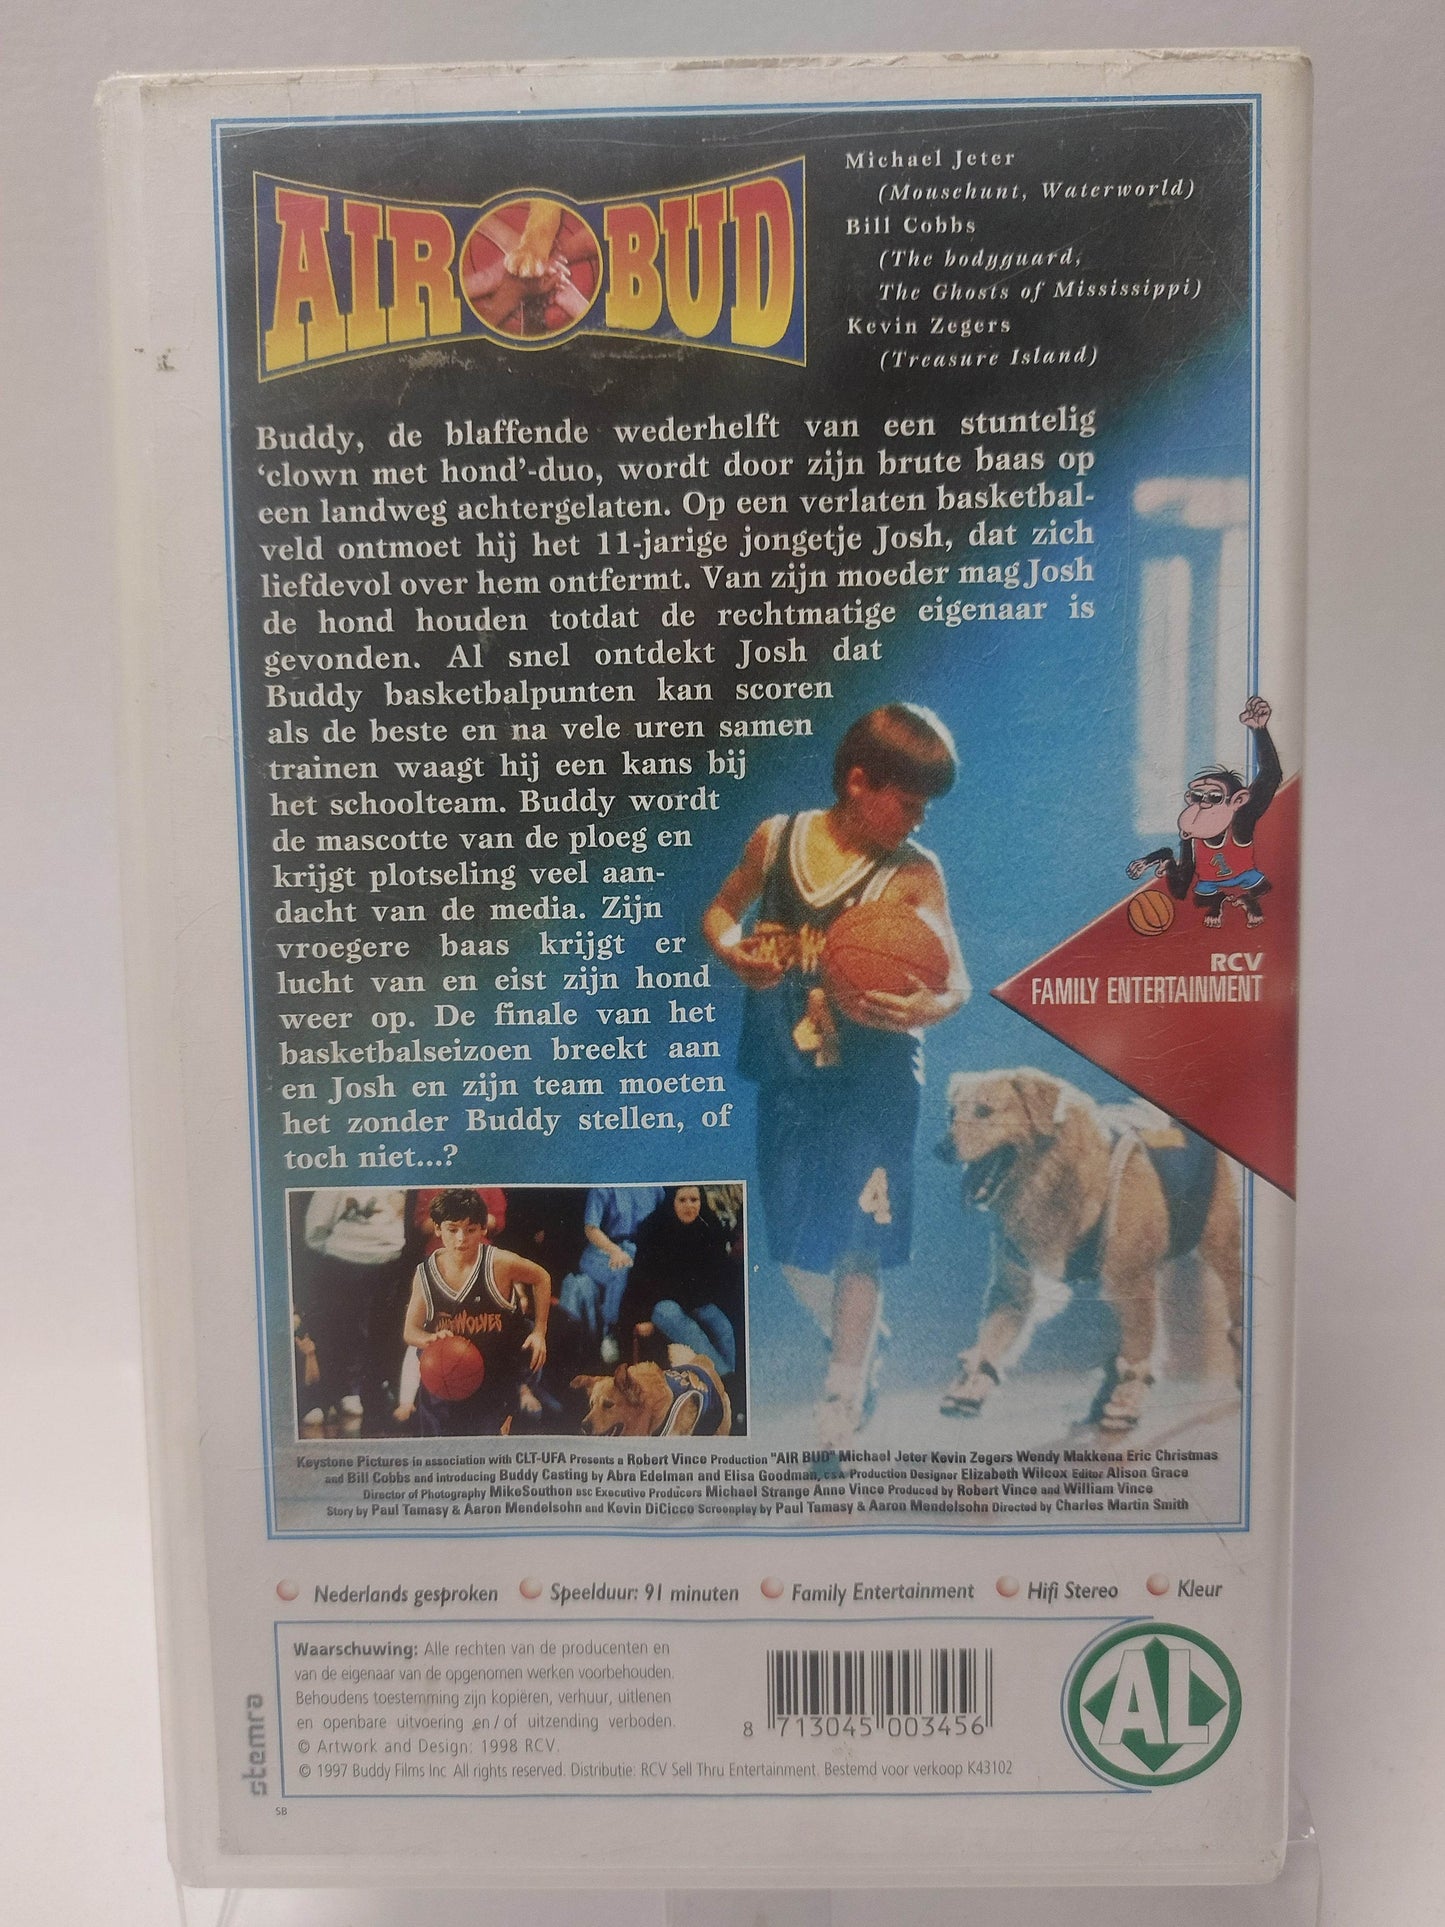 AIR BUD
Michael Jeter
(Mousehunt, Waterworld)
Bill Cobbs
(The bodyguard,
The Ghosts of Mississippi)
Kevin Zegers
(Treasure Island)
Buddy, de blaffende wederhelft van een stuntelig
‘clown met hond’-duo, wordt door zijn brute baas op
een landweg achtergelaten. Op een verlaten basketbal-
veld ontmoet hij het 11-jarige jongetje Josh, dat zich
liefdevol over hem ontfermt. Van zijn moeder mag Josh
de hond houden totdat de rechtmatige eigenaar is
gevonden. Al snel ontdekt Josh dat
Buddy basketbalpunten kan scoren
als de beste en na vele uren samen
trainen waagt hij een kans bij
het schoolteam. Buddy wordt
de mascotte van de ploeg en
krijgt plotseling veel aan-
dacht van de media. Zijn
vroegere baas krijgt er
lucht van en eist zijn hond
weer op. De finale van het
basketbalseizoen breekt aan
en Josh en zijn team moeten
het zonder Buddy stellen, of
toch niet...?
1
RCV
FAMILY ENTERTAINMENT
4
WOLVES
Keystone Pictures in association with CLT-UFA Presents a Robert Vince Production "AIR BUD" Michael Jeter Kevin Zegers Wendy Makkena Eric Christmas
and Bill Cobbs and introducing Buddy Casting by Abra Edelman and Elisa Goodman, CSA Production Designer Elizabeth Wilcox Editor Alison Grace
Director of Photography MikeSouthon BSC Executive Producers Michael Strange Anne Vince Produced by Robert Vince and William Vince
Story by Paul Tamasy & Aaron Mendelsohn and Kevin DiCicco Screenplay by Paul Tamasy & Aaron Mendelsohn Directed by Charles Martin Smith
Nederlands gesproken Speelduur: 91 minuten Family Entertainment Hifi Stereo Kleur
Waarschuwing: Alle rechten van de producenten en
van de eigenaar van de opgenomen werken voorbehouden.
Behoudens toestemming zijn kopiëren, verhuur, uitlenen
en openbare uitvoering en/of uitzending verboden.
© Artwork and Design: 1998 RCV.
© 1997 Buddy Films Inc All rights reserved. Distributie: RCV Sell Thru Entertainment. Bestemd voor verkoop K43102
8 713045 003456
AL
stemra
SB